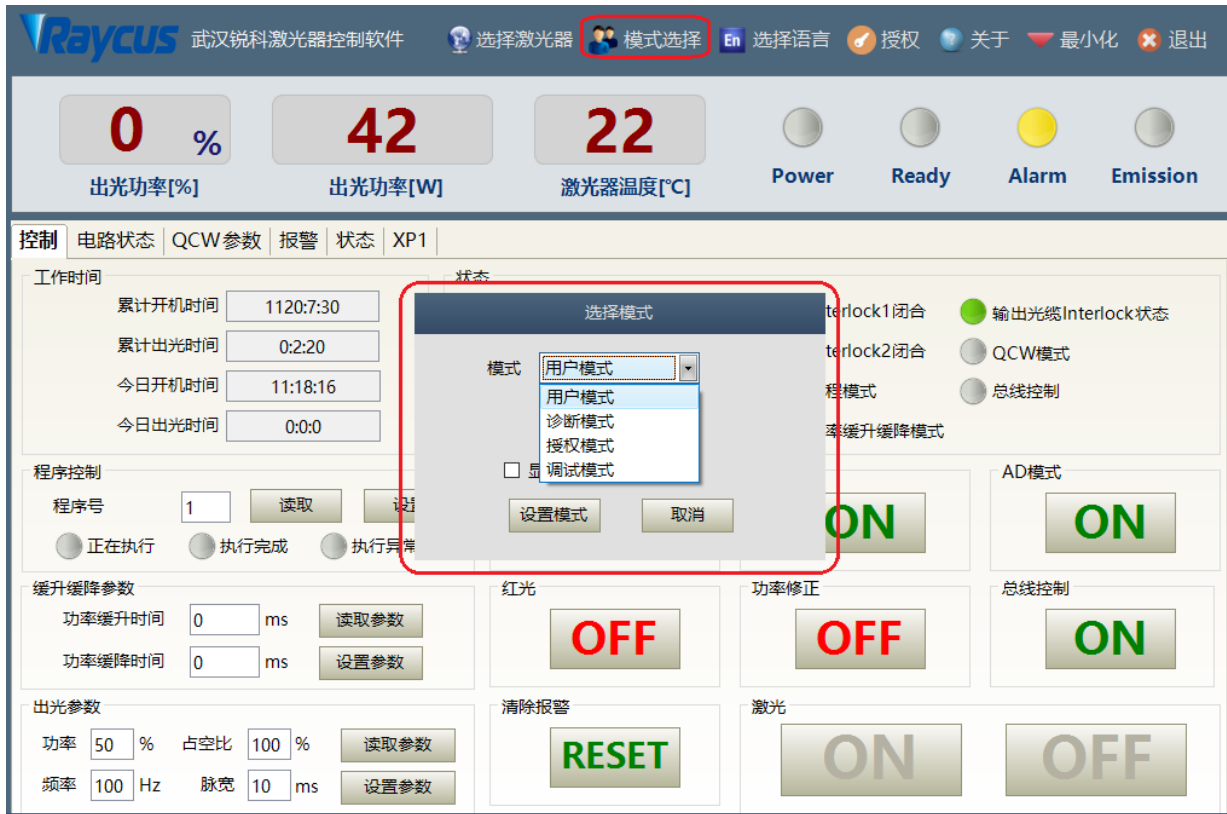 Raycus 武汉锐科激光器控制软件 选择激光器 模式选择 En 选择语言 授权 关于 最小化 退出
0 % 42 22
出光功率[%] 出光功率[W] 激光器温度[℃] Power Ready Alarm Emission
控制 电路状态 QCW参数 报警 状态 XP1
工作时间 状态
累计开机时间 1120:7:30 选择模式 terlock1闭合 输出光缆Interlock状态
累计出光时间 0:2:20 模式 用户模式 terlock2闭合 QCW模式
今日开机时间 11:18:16 用户模式 程模式 总线控制
今日出光时间 0:0:0 诊断模式 率缓升缓降模式
授权模式
程序控制 调试模式 AD模式
程序号 1 读取 设置模式 取消 ON ON
正在执行 执行完成 执行异常
缓升缓降参数 红光 功率修正 总线控制
功率缓升时间 0 ms 读取参数 OFF OFF ON
功率缓降时间 0 ms 设置参数
出光参数 清除报警 激光
功率 50 % 占空比 100 % 读取参数 RESET ON OFF
频率 100 Hz 脉宽 10 ms 设置参数